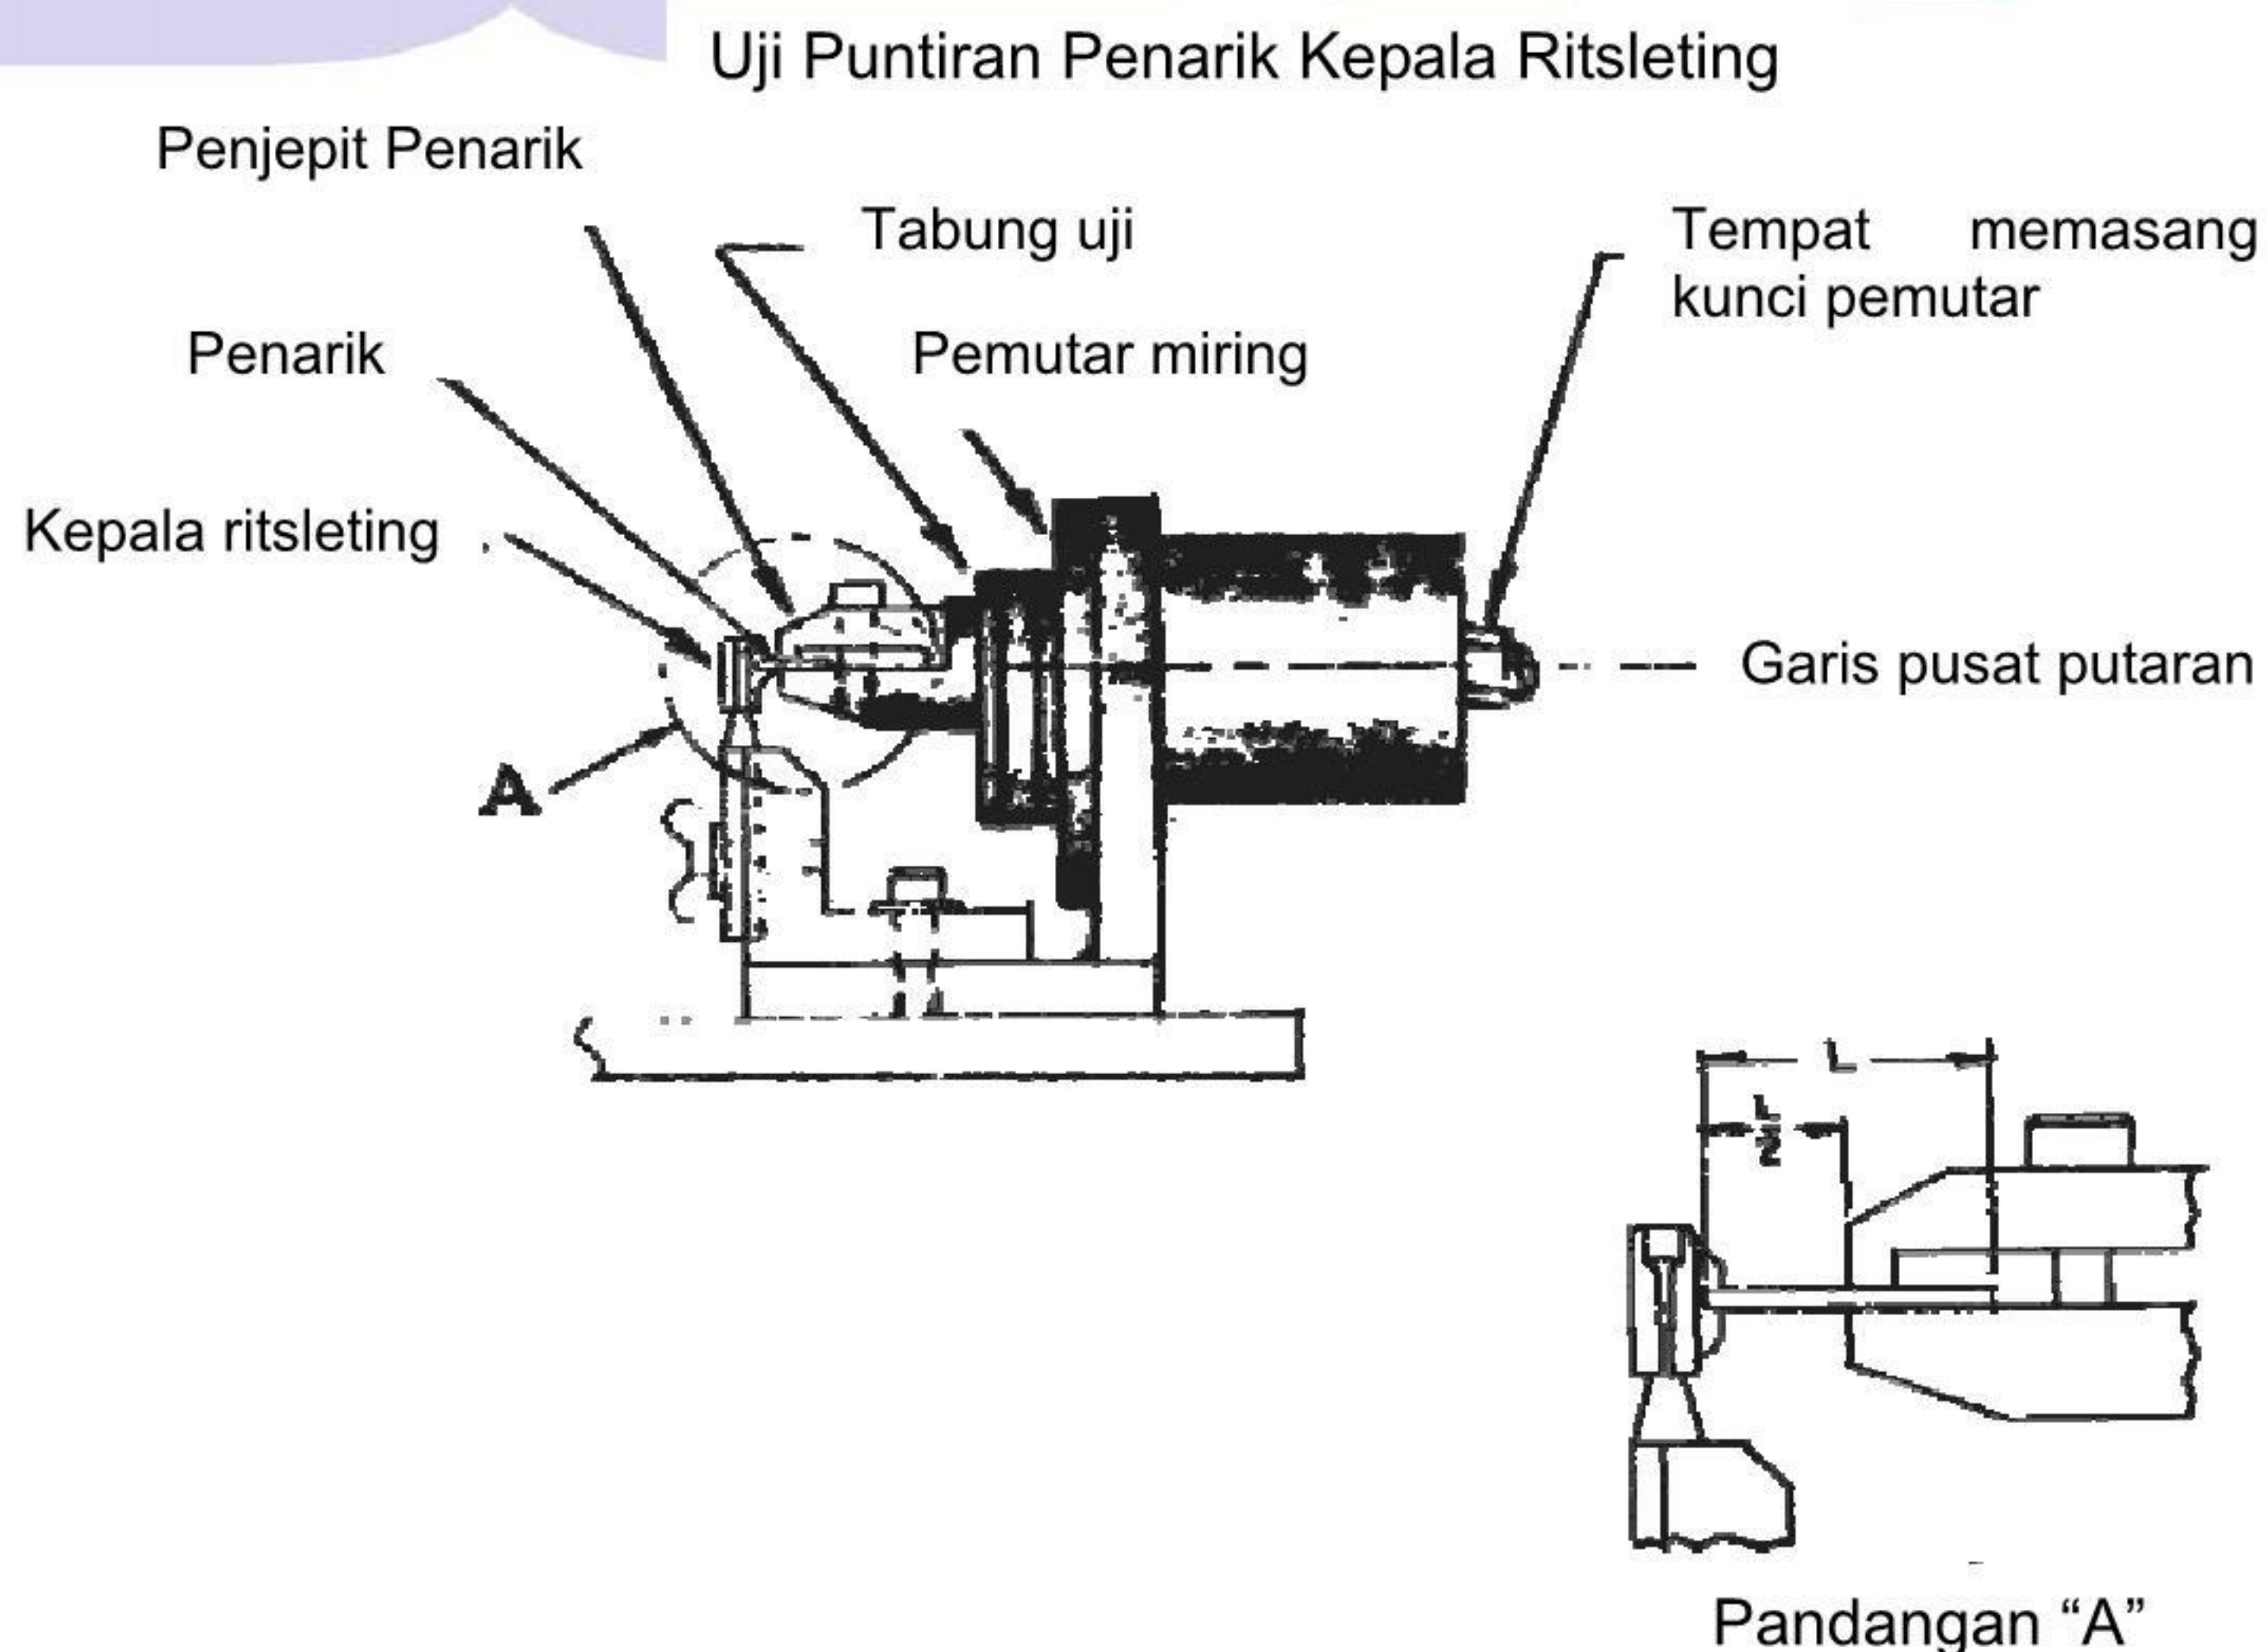 Uji Puntiran Penarik Kepala Ritsleting
Penjepit Penarik
Tabung uji
Tempat memasang
kunci pemutar
Penarik
Pemutar miring
Kepala ritsleting
Garis pusat putaran
A
L
L
2
Pandangan “A”